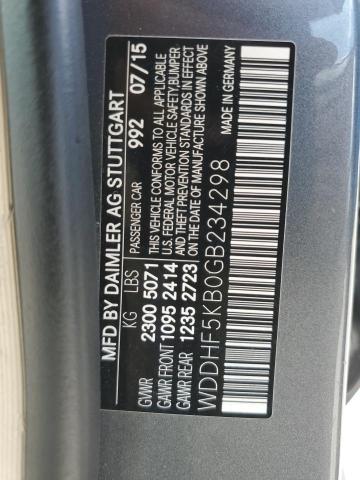 MFD BY DAIMLER AG STUTTGART
PASSENGER CAR 992 07/15
KG LBS
GVWR 2300 5071
GAWR FRONT 1095 2414
GAWR REAR 1235 2723
THIS VEHICLE CONFORMS TO ALL APPLICABLE
U.S. FEDERAL MOTOR VEHICLE SAFETY, BUMPER
AND THEFT PREVENTION STANDARDS IN EFFECT
ON THE DATE OF MANUFACTURE SHOWN ABOVE
WDDHF5KB0GB234298
MADE IN GERMANY